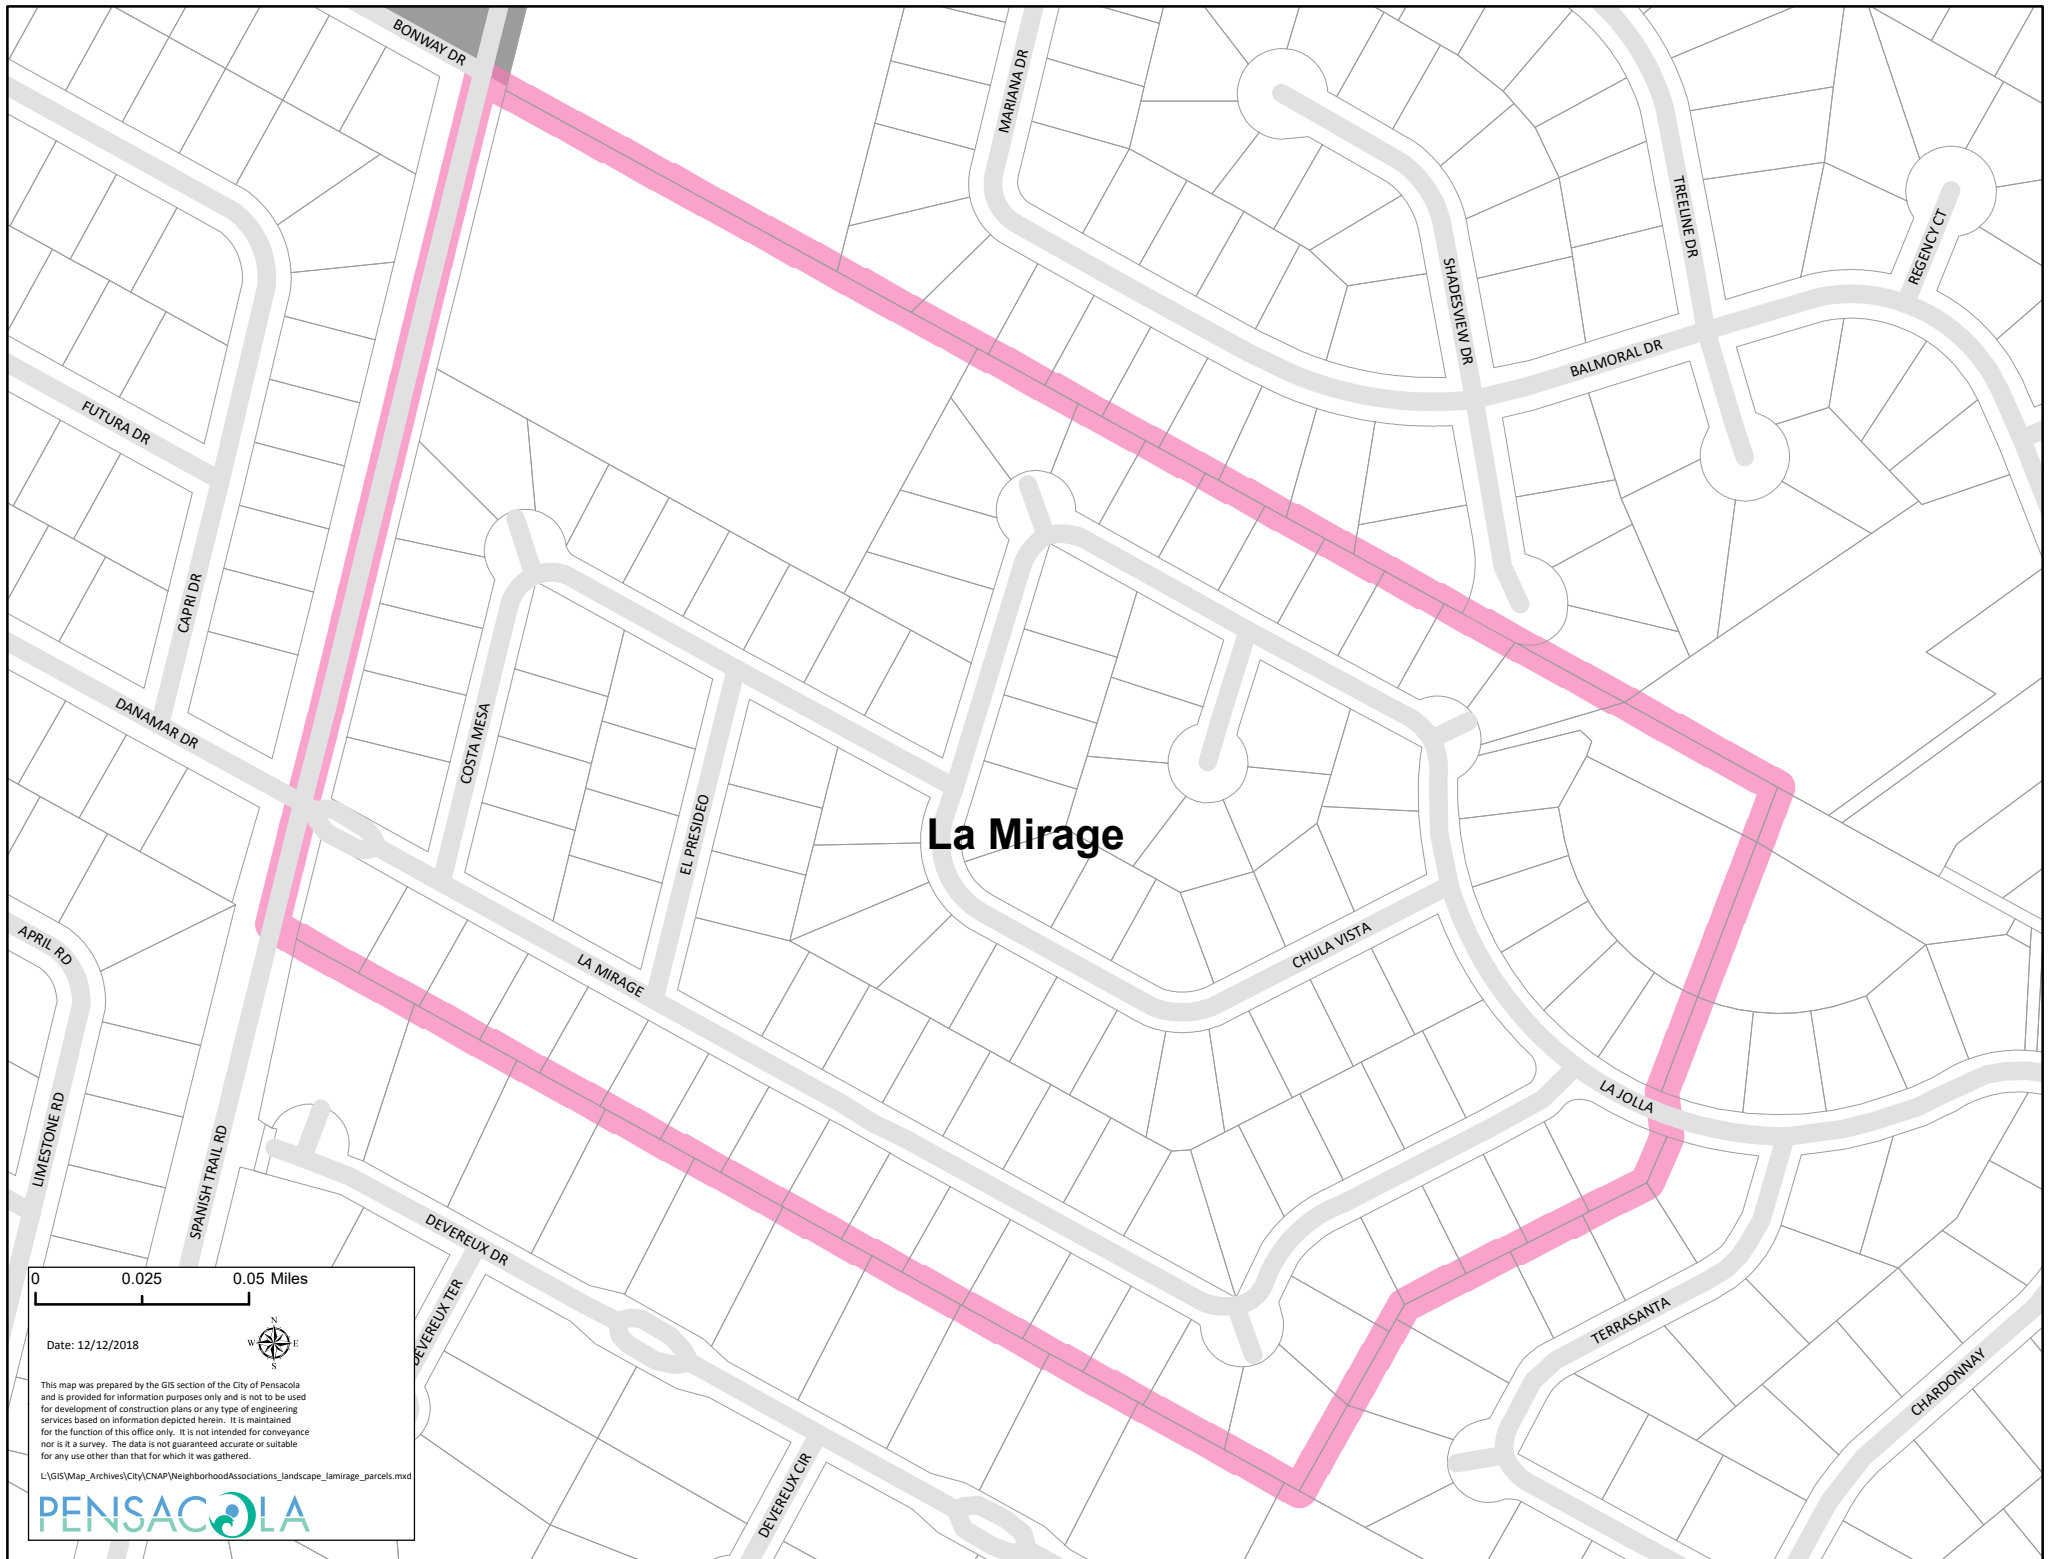 BONWAY DR
MARIANA DR
TREELINE DR
REGENCY CT
SHADESVIEW DR
BALMORAL DR
FUTURA DR
CAPRI DR
DANAMAR DR
COSTA MESA
EL PRESIDEO
La Mirage
CHULA VISTA
APRIL RD
LA MIRAGE
LA JOLLA
LIMESTONE RD
SPANISH TRAIL RD
DEVEREUX DR
DEVEREUX TER
TERRASANTA
CHARDONNAY
DEVEREUX CIR
0 0.025 0.05 Miles
Date: 12/12/2018
N
W E
S
This map was prepared by the GIS section of the City of Pensacola
and is provided for information purposes only and is not to be used
for development of construction plans or any type of engineering
services based on information depicted herein. It is maintained
for the function of this office only. It is not intended for conveyance
nor is it a survey. The data is not guaranteed accurate or suitable
for any use other than that for which it was gathered.
L:\GIS\Map_Archives\City\CNAP\NeighborhoodAssociations_landscape_lamirage_parcels.mxd
PENSACOLA